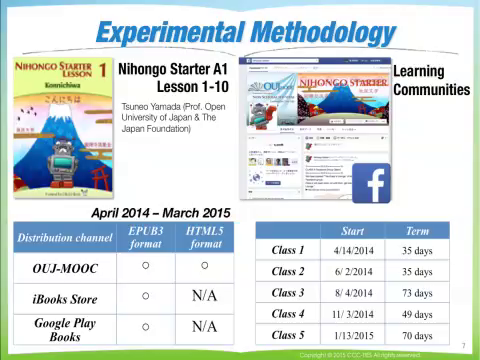 Experimental Methodology
NIHONGO STARTER
LESSON 1
Konnichiwa
こんにちは
Nihongo Starter A1
Lesson 1-10
Tsuneo Yamada (Prof. Open
University of Japan & The
Japan Foundation)
NIHONGO STARTER
Learning
Communities
April 2014 – March 2015
Distribution channel
EPUB3 format
HTML5 format
OUJ-MOOC ○ ○
iBooks Store ○ N/A
Google Play Books ○ N/A
Start Term
Class 1 4/14/2014 35 days
Class 2 6/ 2/2014 35 days
Class 3 8/ 4/2014 73 days
Class 4 11/ 3/2014 49 days
Class 5 1/13/2015 70 days
7
Copyright © 2015 CCC-TIES All rights reserved.